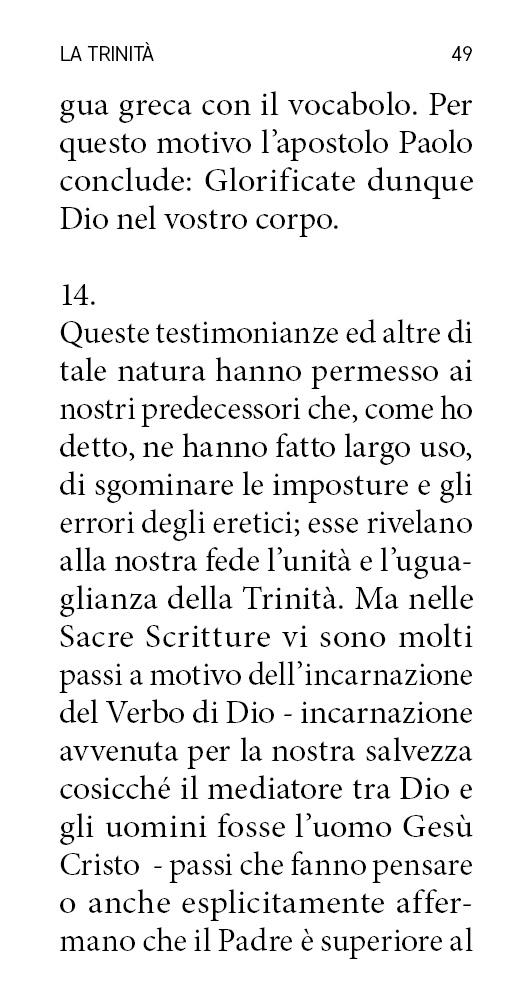 LA TRINITÀ 49
gua greca con il vocabolo. Per
questo motivo l'apostolo Paolo
conclude: Glorificate dunque
Dio nel vostro corpo.
14.
Queste testimonianze ed altre di
tale natura hanno permesso ai
nostri predecessori che, come ho
detto, ne hanno fatto largo uso,
di sgominare le imposture e gli
errori degli eretici; esse rivelano
alla nostra fede l'unità e l'ugua-
glianza della Trinità. Ma nelle
Sacre Scritture vi sono molti
passi a motivo dell'incarnazione
del Verbo di Dio - incarnazione
avvenuta per la nostra salvezza
cosicché il mediatore tra Dio e
gli uomini fosse l'uomo Gesù
Cristo  - passi che fanno pensare
o anche esplicitamente affer-
mano che il Padre è superiore al